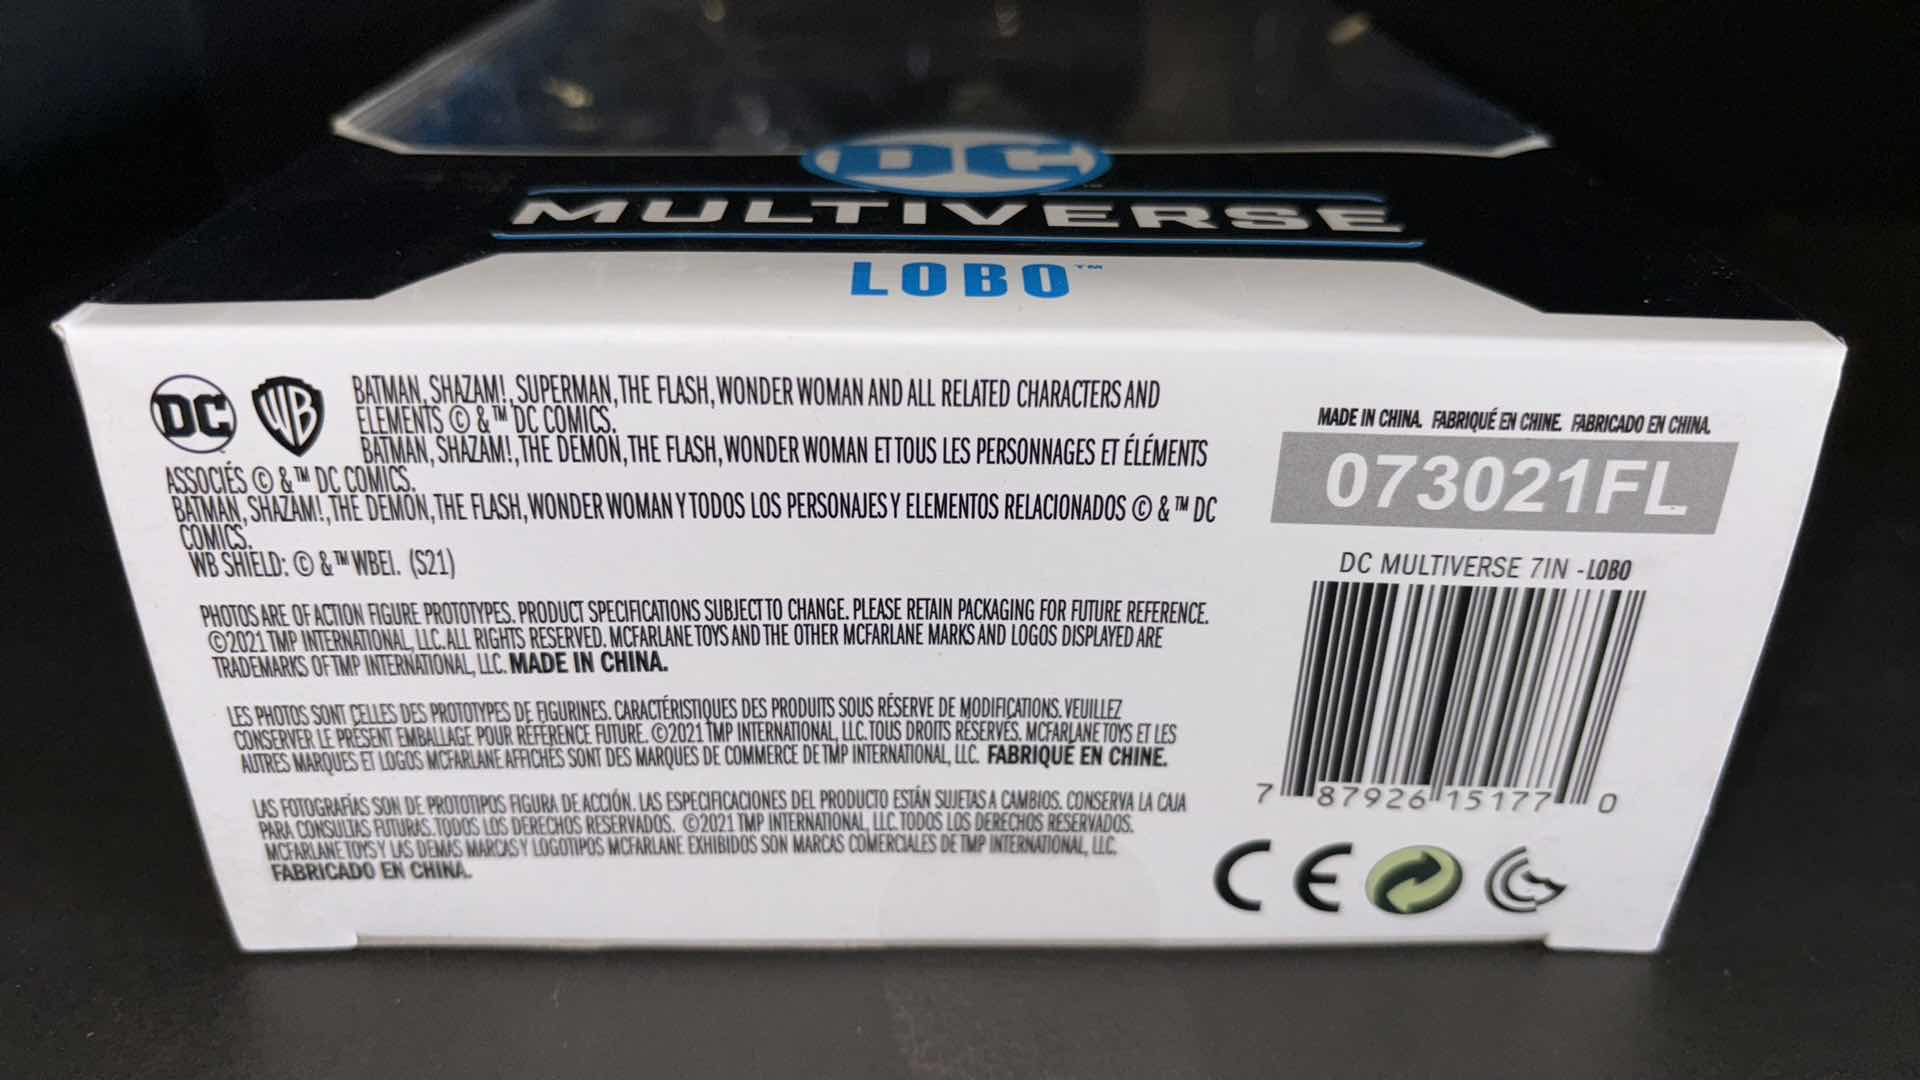 DC
MULTIVERSE
LOBO™
DC WB
BATMAN, SHAZAM!, SUPERMAN, THE FLASH, WONDER WOMAN AND ALL RELATED CHARACTERS AND
ELEMENTS © & ™ DC COMICS.
BATMAN, SHAZAM!, THE DEMON, THE FLASH, WONDER WOMAN ET TOUS LES PERSONNAGES ET ÉLÉMENTS
ASSOCIÉS © & ™ DC COMICS.
BATMAN, SHAZAM!, THE DEMON, THE FLASH, WONDER WOMAN Y TODOS LOS PERSONAJES Y ELEMENTOS RELACIONADOS © & ™ DC
COMICS.
WB SHIELD: © & ™ WBEI. (S21)
PHOTOS ARE OF ACTION FIGURE PROTOTYPES. PRODUCT SPECIFICATIONS SUBJECT TO CHANGE. PLEASE RETAIN PACKAGING FOR FUTURE REFERENCE.
©2021 TMP INTERNATIONAL, LLC. ALL RIGHTS RESERVED. MCFARLANE TOYS AND THE OTHER MCFARLANE MARKS AND LOGOS DISPLAYED ARE
TRADEMARKS OF TMP INTERNATIONAL, LLC. MADE IN CHINA.
LES PHOTOS SONT CELLES DES PROTOTYPES DE FIGURINES. CARACTÉRISTIQUES DES PRODUITS SOUS RÉSERVE DE MODIFICATIONS. VEUILLEZ
CONSERVER LE PRÉSENT EMBALLAGE POUR RÉFÉRENCE FUTURE. ©2021 TMP INTERNATIONAL, LLC. TOUS DROITS RÉSERVÉS. MCFARLANE TOYS ET LES
AUTRES MARQUES ET LOGOS MCFARLANE AFFICHÉS SONT DES MARQUES DE COMMERCE DE TMP INTERNATIONAL, LLC. FABRIQUÉ EN CHINE.
LAS FOTOGRAFÍAS SON DE PROTOTIPOS FIGURA DE ACCIÓN. LAS ESPECIFICACIONES DEL PRODUCTO ESTÁN SUJETAS A CAMBIOS. CONSERVA LA CAJA
PARA CONSULTAS FUTURAS. TODOS LOS DERECHOS RESERVADOS. ©2021 TMP INTERNATIONAL, LLC. TODOS LOS DERECHOS RESERVADOS.
MCFARLANE TOYS Y LAS DEMÁS MARCAS Y LOGOTIPOS MCFARLANE EXHIBIDOS SON MARCAS COMERCIALES DE TMP INTERNATIONAL, LLC.
FABRICADO EN CHINA.
MADE IN CHINA. FABRIQUÉ EN CHINE. FABRICADO EN CHINA.
073021FL
DC MULTIVERSE 7IN - LOBO
7 87926 15177 0
CE